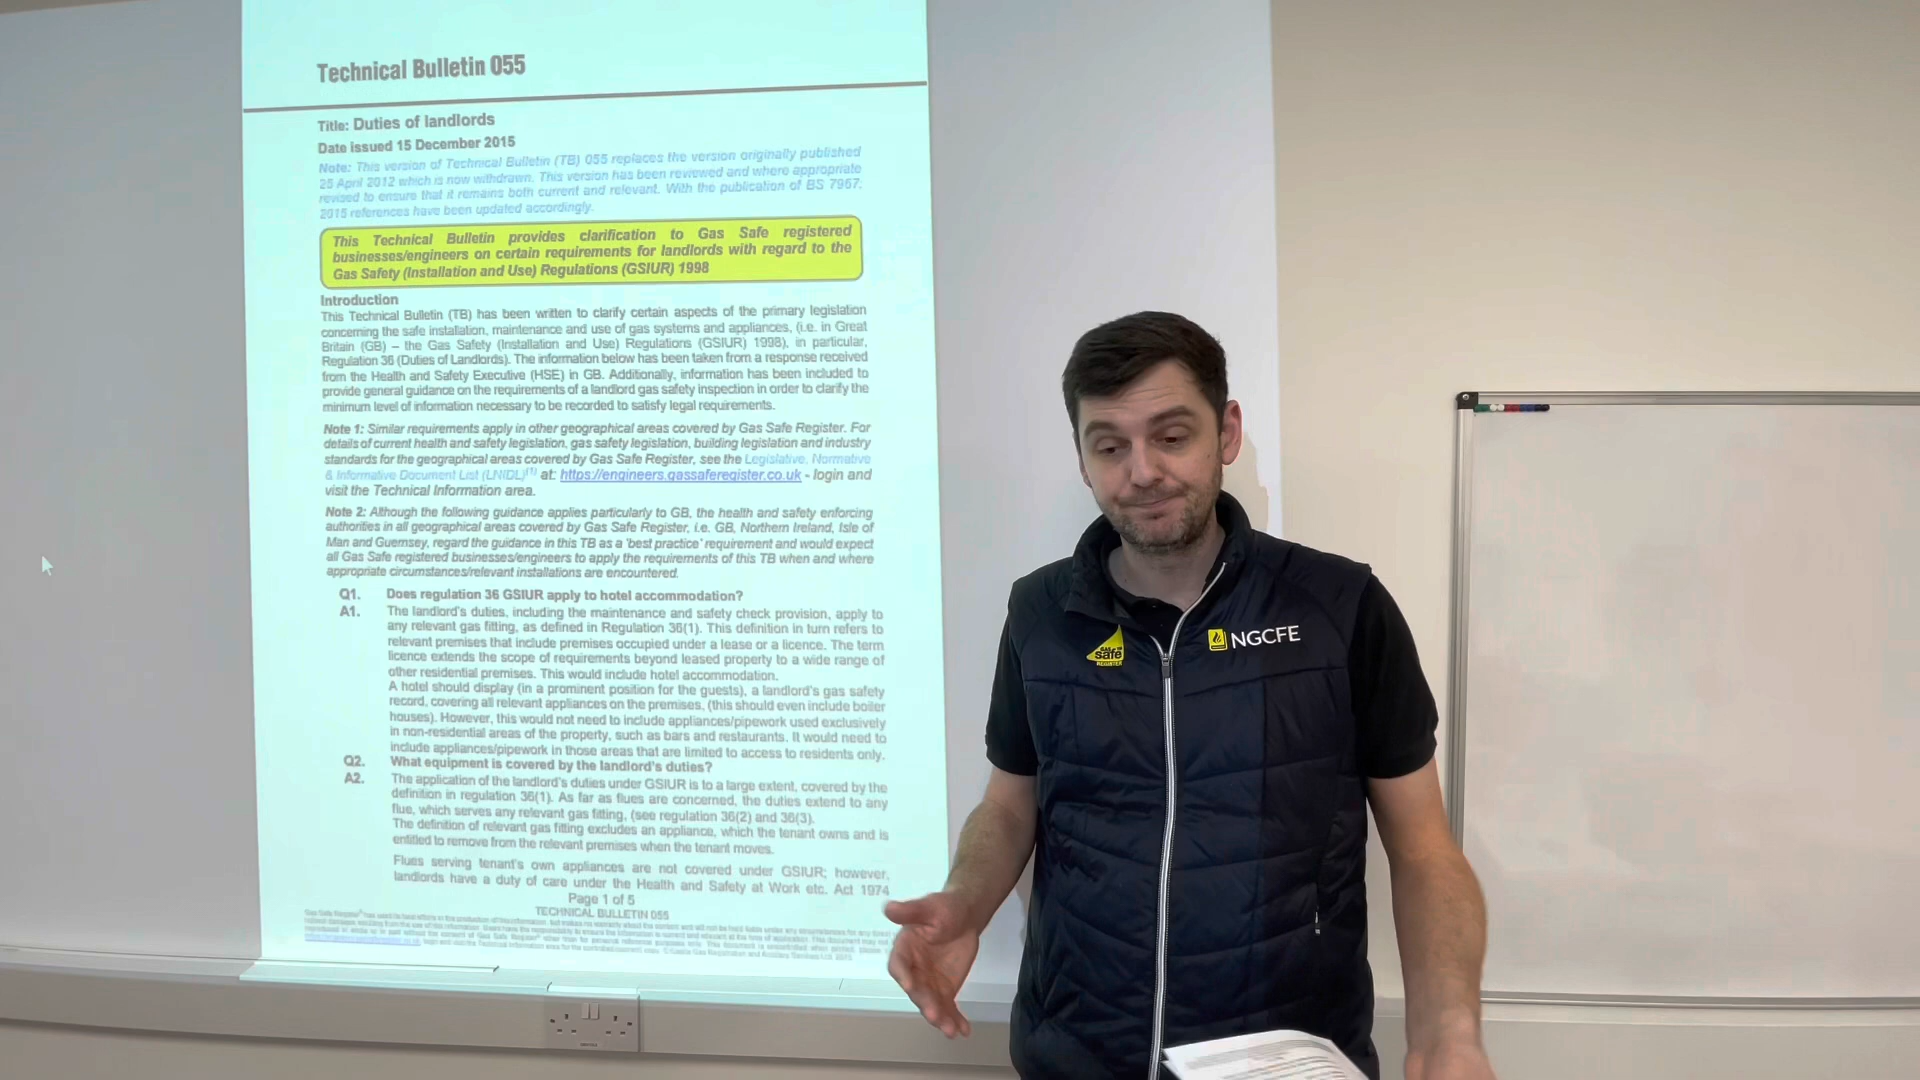 Technical Bulletin 055
Title: Duties of landlords
Date issued 15 December 2015
Note: This version of Technical Bulletin (TB) 055 replaces the version originally published
25 April 2012 which is now withdrawn. This version has been reviewed and where appropriate
revised to ensure that it remains both current and relevant. With the publication of BS 7967:
2015 references have been updated accordingly.
This Technical Bulletin provides clarification to Gas Safe registered
businesses/engineers on certain requirements for landlords with regard to the
Gas Safety (Installation and Use) Regulations (GSIUR) 1998
Introduction
This Technical Bulletin (TB) has been written to clarify certain aspects of the primary legislation
concerning the safe installation, maintenance and use of gas systems and appliances, (i.e. in Great
Britain (GB) – the Gas Safety (Installation and Use) Regulations (GSIUR) 1998), in particular,
Regulation 36 (Duties of Landlords). The information below has been taken from a response received
from the Health and Safety Executive (HSE) in GB. Additionally, information has been included to
provide general guidance on the requirements of a landlord gas safety inspection in order to clarify the
minimum level of information necessary to be recorded to satisfy legal requirements.
Note 1: Similar requirements apply in other geographical areas covered by Gas Safe Register. For
details of current health and safety legislation, gas safety legislation, building legislation and industry
standards for the geographical areas covered by Gas Safe Register, see the Legislative, Normative
& Informative Document List (LNIDL)(1) at: https://engineers.gassaferegister.co.uk - login and
visit the Technical Information area.
Note 2: Although the following guidance applies particularly to GB, the health and safety enforcing
authorities in all geographical areas covered by Gas Safe Register, i.e. GB, Northern Ireland, Isle of
Man and Guernsey, regard the guidance in this TB as a 'best practice' requirement and would expect
all Gas Safe registered businesses/engineers to apply the requirements of this TB when and where
appropriate circumstances/relevant installations are encountered.
Q1. Does regulation 36 GSIUR apply to hotel accommodation?
A1. The landlord's duties, including the maintenance and safety check provision, apply to
any relevant gas fitting, as defined in Regulation 36(1). This definition in turn refers to
relevant premises that include premises occupied under a lease or a licence. The term
licence extends the scope of requirements beyond leased property to a wide range of
other residential premises. This would include hotel accommodation.
A hotel should display (in a prominent position for the guests), a landlord's gas safety
record, covering all relevant appliances on the premises, (this should even include boiler
houses). However, this would not need to include appliances/pipework used exclusively
in non-residential areas of the property, such as bars and restaurants. It would need to
include appliances/pipework in those areas that are limited to access to residents only.
Q2. What equipment is covered by the landlord's duties?
A2. The application of the landlord's duties under GSIUR is to a large extent, covered by the
definition in regulation 36(1). As far as flues are concerned, the duties extend to any
flue, which serves any relevant gas fitting, (see regulation 36(2) and 36(3).
The definition of relevant gas fitting excludes an appliance, which the tenant owns and is
entitled to remove from the relevant premises when the tenant moves.
Flues serving tenant's own appliances are not covered under GSIUR; however,
landlords have a duty of care under the Health and Safety at Work etc. Act 1974
Page 1 of 5
TECHNICAL BULLETIN 055
GAS
safe
REGISTER
NGCFE